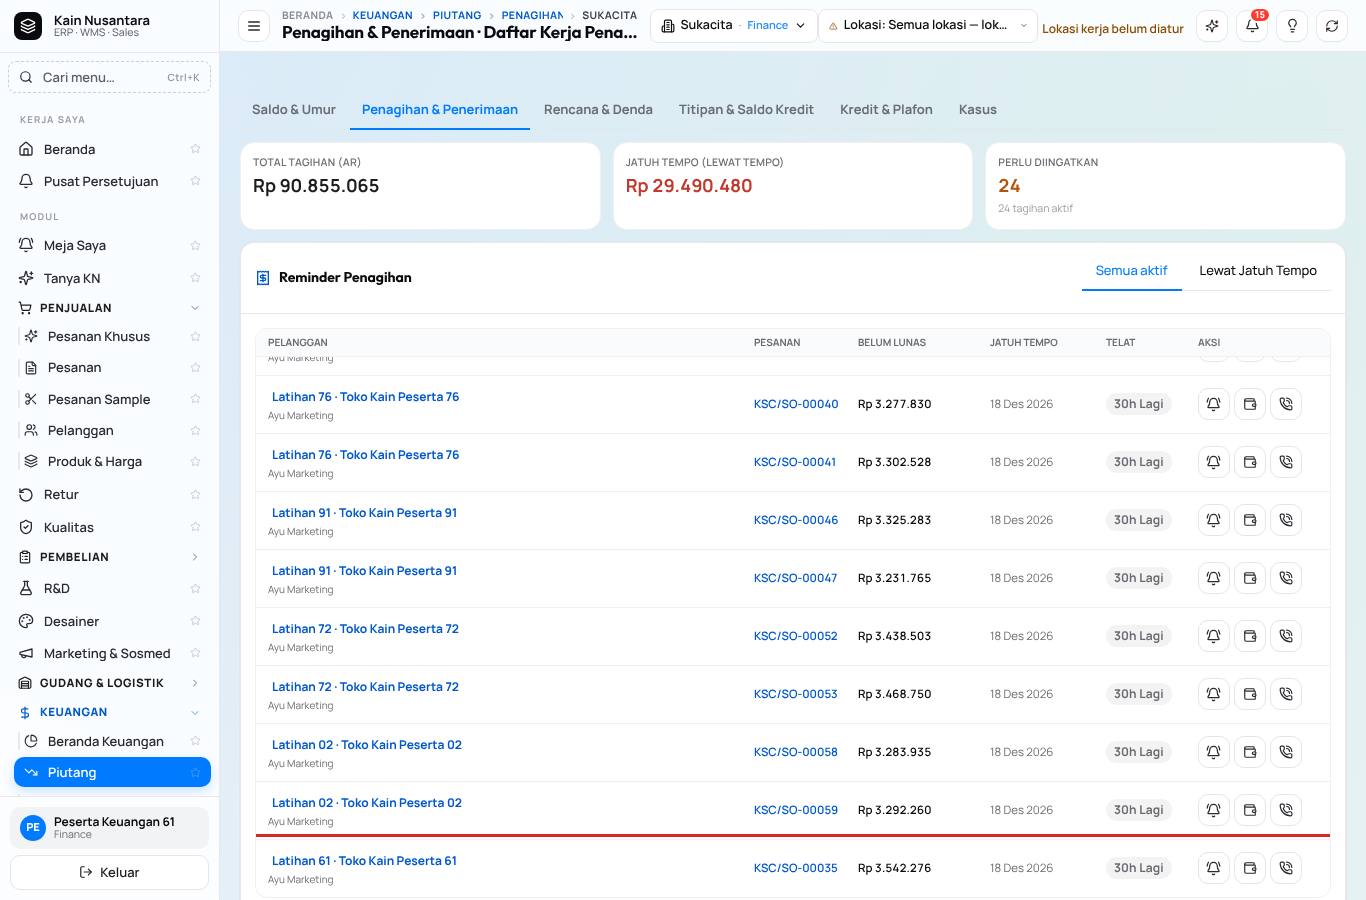 Kain Nusantara
ERP · WMS · Sales
Cari menu... Ctrl+K
KERJA SAYA
Beranda
Pusat Persetujuan
MODUL
Meja Saya
Tanya KN
PENJUALAN
Pesanan Khusus
Pesanan
Pesanan Sample
Pelanggan
Produk & Harga
Retur
Kualitas
PEMBELIAN
R&D
Desainer
Marketing & Sosmed
GUDANG & LOGISTIK
KEUANGAN
Beranda Keuangan
Piutang
PE Peserta Keuangan 61
Finance
Keluar
BERANDA > KEUANGAN > PIUTANG > PENAGIHAN > SUKACITA
Penagihan & Penerimaan · Daftar Kerja Pena...
Sukacita · Finance
Lokasi: Semua lokasi — lok...
Lokasi kerja belum diatur
15
Saldo & Umur Penagihan & Penerimaan Rencana & Denda Titipan & Saldo Kredit Kredit & Plafon Kasus
TOTAL TAGIHAN (AR)
Rp 90.855.065
JATUH TEMPO (LEWAT TEMPO)
Rp 29.490.480
PERLU DIINGATKAN
24
24 tagihan aktif
Reminder Penagihan
Semua aktif Lewat Jatuh Tempo
PELANGGAN PESANAN BELUM LUNAS JATUH TEMPO TELAT AKSI
Ayu Marketing
Latihan 76 · Toko Kain Peserta 76 KSC/SO-00040 Rp 3.277.830 18 Des 2026 30h Lagi
Ayu Marketing
Latihan 76 · Toko Kain Peserta 76 KSC/SO-00041 Rp 3.302.528 18 Des 2026 30h Lagi
Ayu Marketing
Latihan 91 · Toko Kain Peserta 91 KSC/SO-00046 Rp 3.325.283 18 Des 2026 30h Lagi
Ayu Marketing
Latihan 91 · Toko Kain Peserta 91 KSC/SO-00047 Rp 3.231.765 18 Des 2026 30h Lagi
Ayu Marketing
Latihan 72 · Toko Kain Peserta 72 KSC/SO-00052 Rp 3.438.503 18 Des 2026 30h Lagi
Ayu Marketing
Latihan 72 · Toko Kain Peserta 72 KSC/SO-00053 Rp 3.468.750 18 Des 2026 30h Lagi
Ayu Marketing
Latihan 02 · Toko Kain Peserta 02 KSC/SO-00058 Rp 3.283.935 18 Des 2026 30h Lagi
Ayu Marketing
Latihan 02 · Toko Kain Peserta 02 KSC/SO-00059 Rp 3.292.260 18 Des 2026 30h Lagi
Ayu Marketing
Latihan 61 · Toko Kain Peserta 61 KSC/SO-00035 Rp 3.542.276 18 Des 2026 30h Lagi
Ayu Marketing